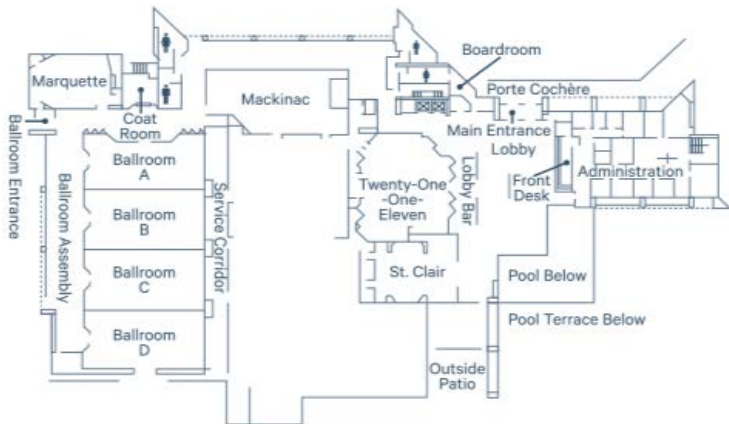 Boardroom
Marquette
Porte Cochère
Mackinac
Coat
Room
Main Entrance
Lobby
Ballroom Entrance
Ballroom
A
Ballroom Assembly
Service Corridor
Twenty-One
-One-
Eleven
Lobby Bar
Front
Desk
Administration
Ballroom
B
Ballroom
C
St. Clair
Pool Below
Ballroom
D
Pool Terrace Below
Outside
Patio